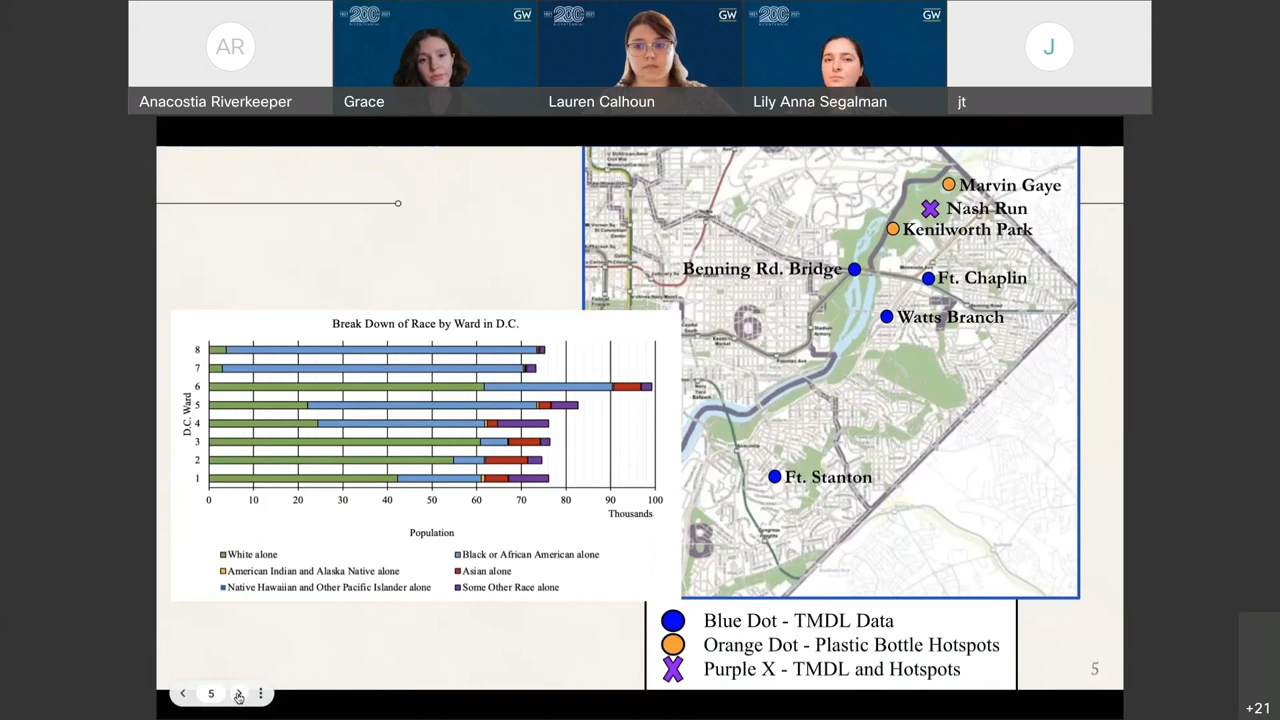 AR
GW
GW
GW
J
Anacostia Riverkeeper
Grace
Lauren Calhoun
Lily Anna Segalman
jt
Marvin Gaye
Nash Run
Kenilworth Park
Benning Rd. Bridge
Ft. Chaplin
Watts Branch
6
Ft. Stanton
8
Break Down of Race by Ward in D.C.
D.C. Ward
8
7
6
5
4
3
2
1
0 10 20 30 40 50 60 70 80 90 100
Thousands
Population
White alone
Black or African American alone
American Indian and Alaska Native alone
Asian alone
Native Hawaiian and Other Pacific Islander alone
Some Other Race alone
Blue Dot - TMDL Data
Orange Dot - Plastic Bottle Hotspots
Purple X - TMDL and Hotspots
5
5
+21